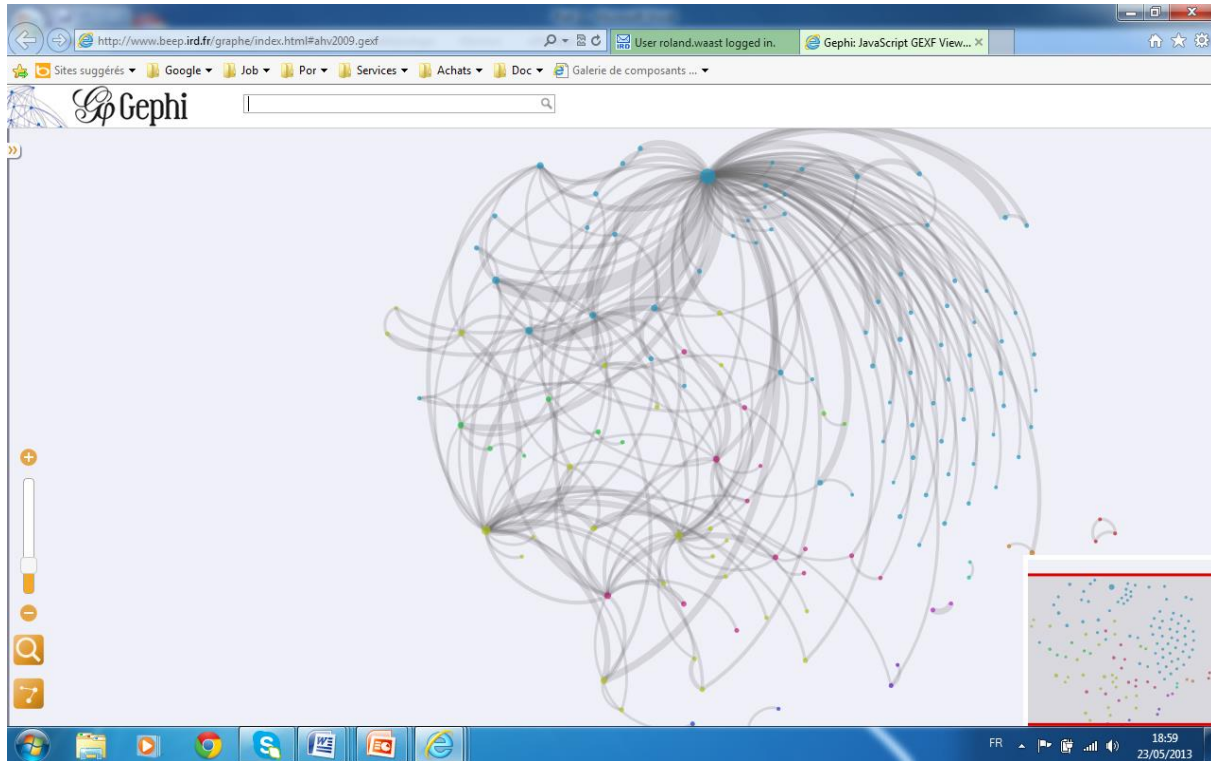 http://www.beep.ird.fr/graphe/index.html#ahv2009.gexf
User roland.waast logged in.
Gephi: JavaScript GEXF View...
Sites suggérés
Google
Job
Por
Services
Achats
Doc
Galerie de composants ...
Gephi
FR
18:59
23/05/2013